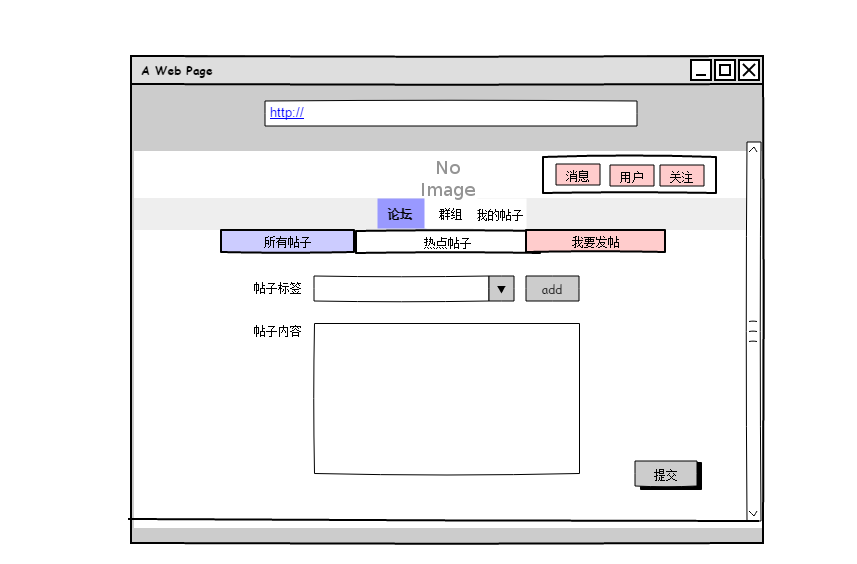 A Web Page
http://
No
Image
消息 用户 关注
论坛 群组 我的帖子
所有帖子 热点帖子 我要发帖
帖子标签 add
帖子内容
提交